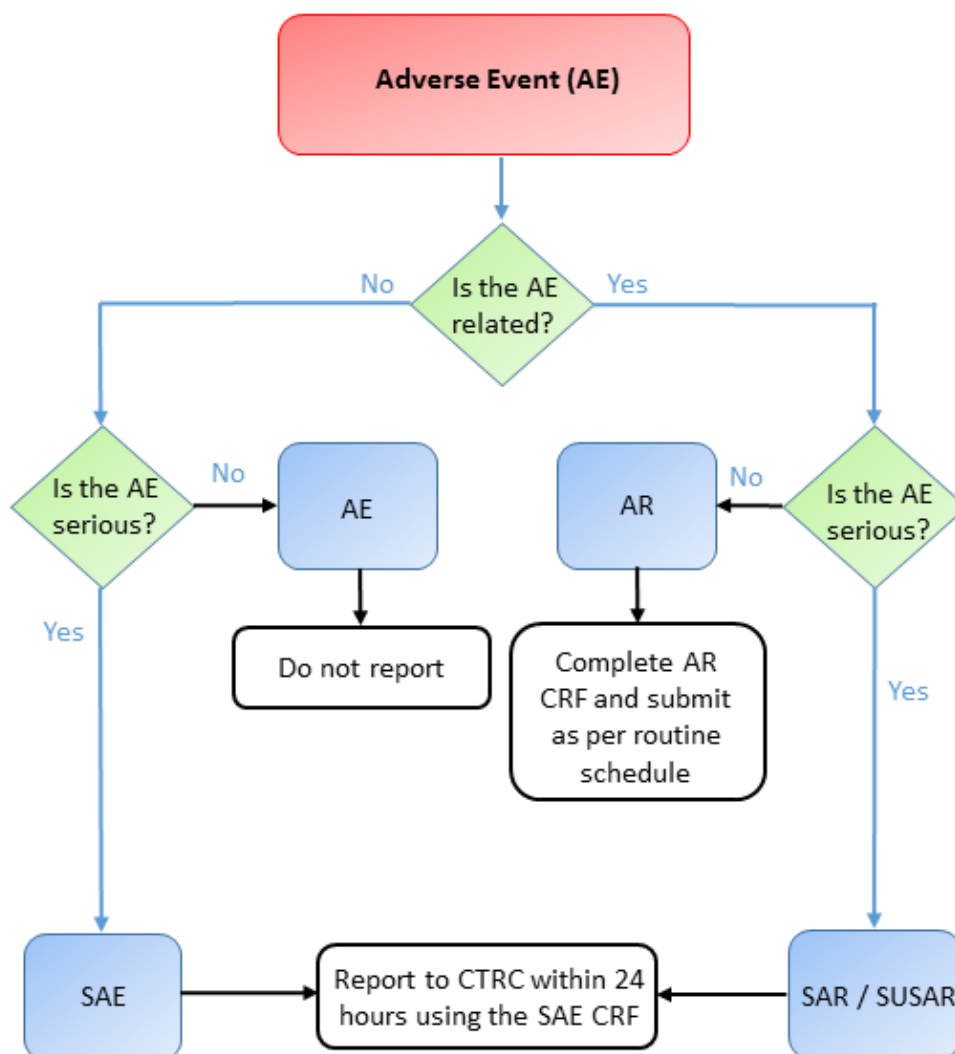 Adverse Event (AE)
No
Is the AE
related?
Yes
Is the AE
serious?
No
AE
AR
No
Is the AE
serious?
Yes
Do not report
Complete AR
CRF and submit
as per routine
schedule
Yes
SAE
Report to CTRC within 24
hours using the SAE CRF
SAR / SUSAR